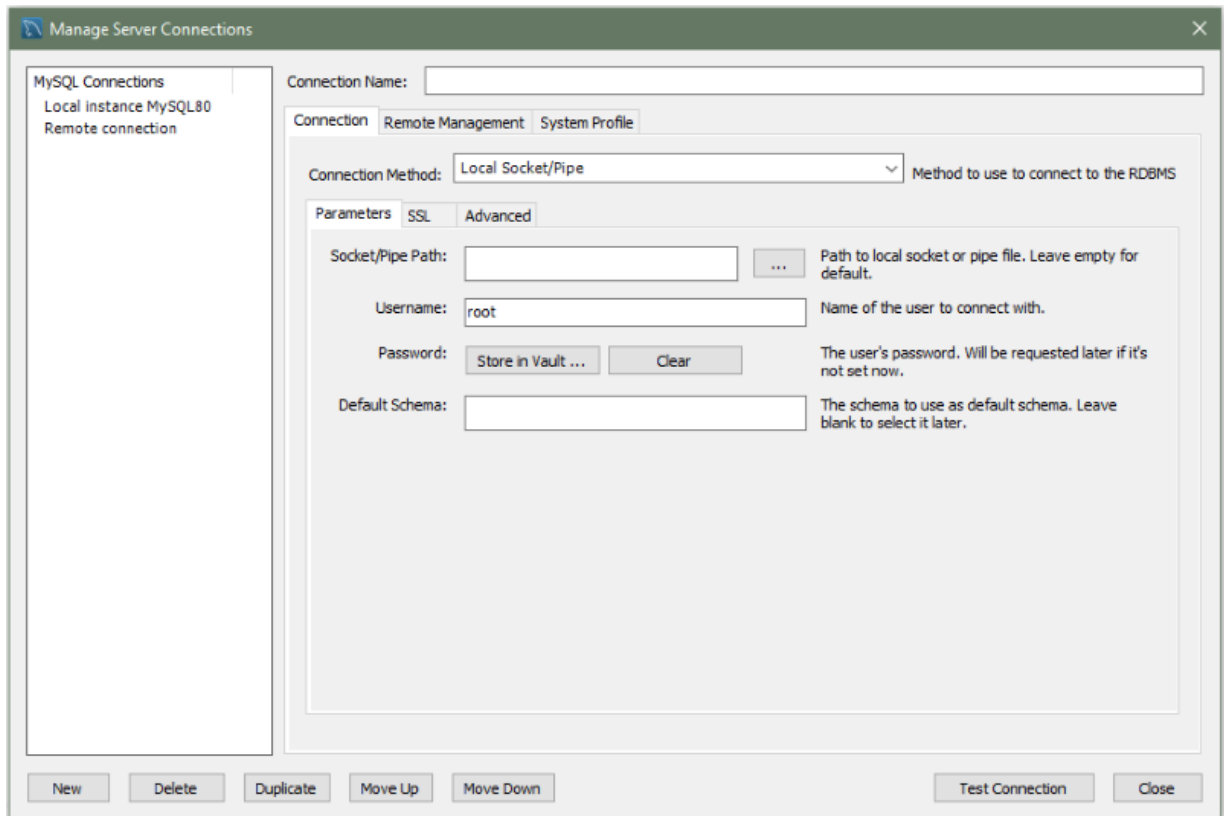 Manage Server Connections
MySQL Connections
Local instance MySQL80
Remote connection
Connection Name:
Connection Remote Management System Profile
Connection Method: Local Socket/Pipe Method to use to connect to the RDBMS
Parameters SSL Advanced
Socket/Pipe Path: ... Path to local socket or pipe file. Leave empty for
default.
Username: root Name of the user to connect with.
Password: Store in Vault ... Clear The user's password. Will be requested later if it's
not set now.
Default Schema: The schema to use as default schema. Leave
blank to select it later.
New Delete Duplicate Move Up Move Down Test Connection Close